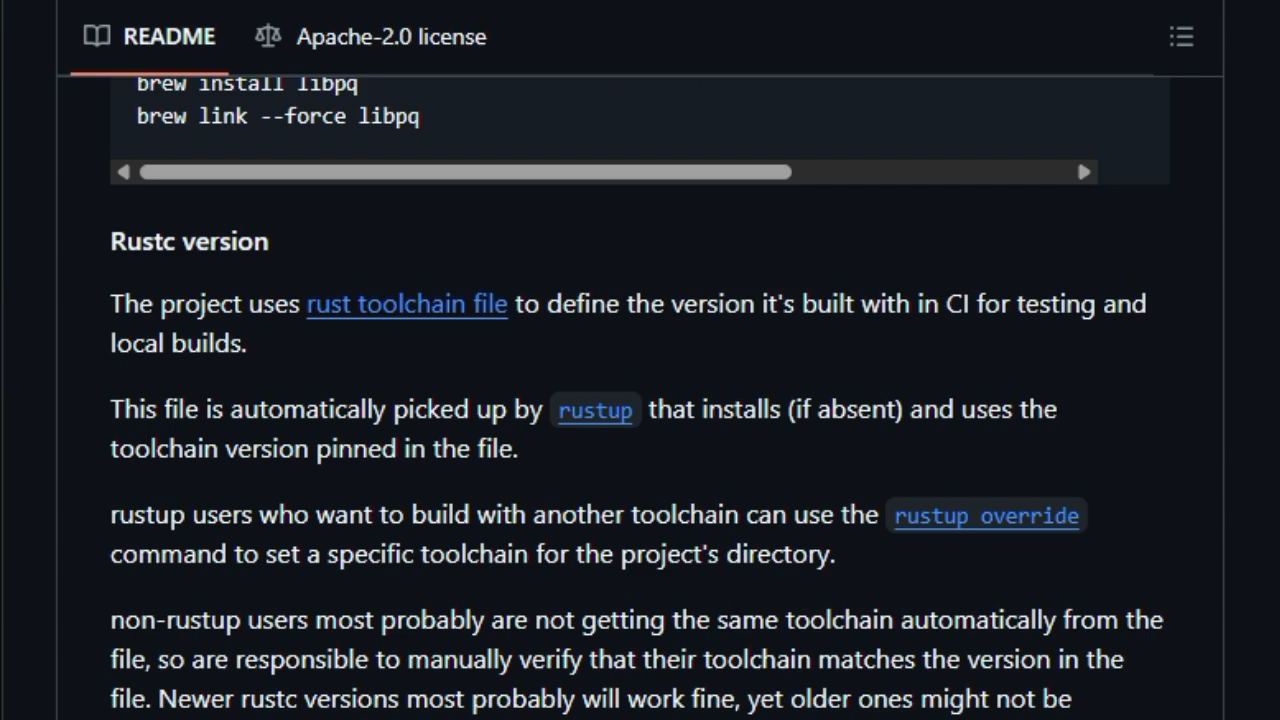 README
Apache-2.0 license
brew install libpq
brew link --force libpq
Rustc version
The project uses rust toolchain file to define the version it's built with in CI for testing and
local builds.
This file is automatically picked up by rustup that installs (if absent) and uses the
toolchain version pinned in the file.
rustup users who want to build with another toolchain can use the rustup override
command to set a specific toolchain for the project's directory.
non-rustup users most probably are not getting the same toolchain automatically from the
file, so are responsible to manually verify that their toolchain matches the version in the
file. Newer rustc versions most probably will work fine, yet older ones might not be